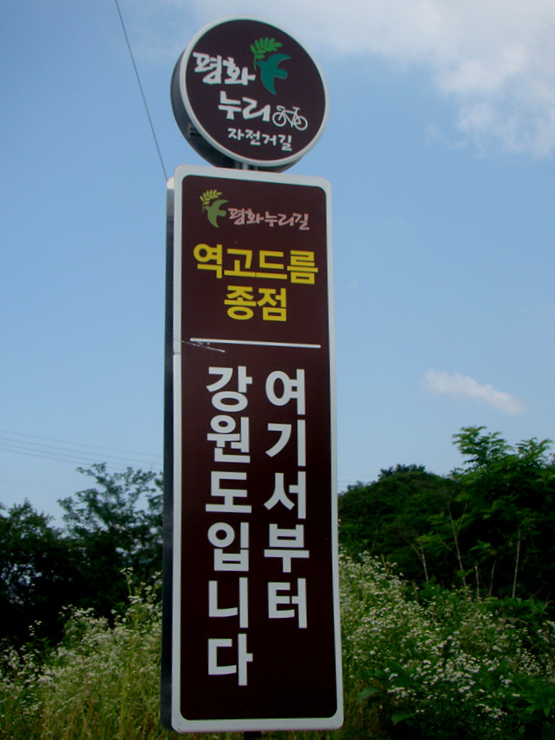 평화
누리
자전거길
평화누리길
역고드름
종점
여기서부터
강원도입니다